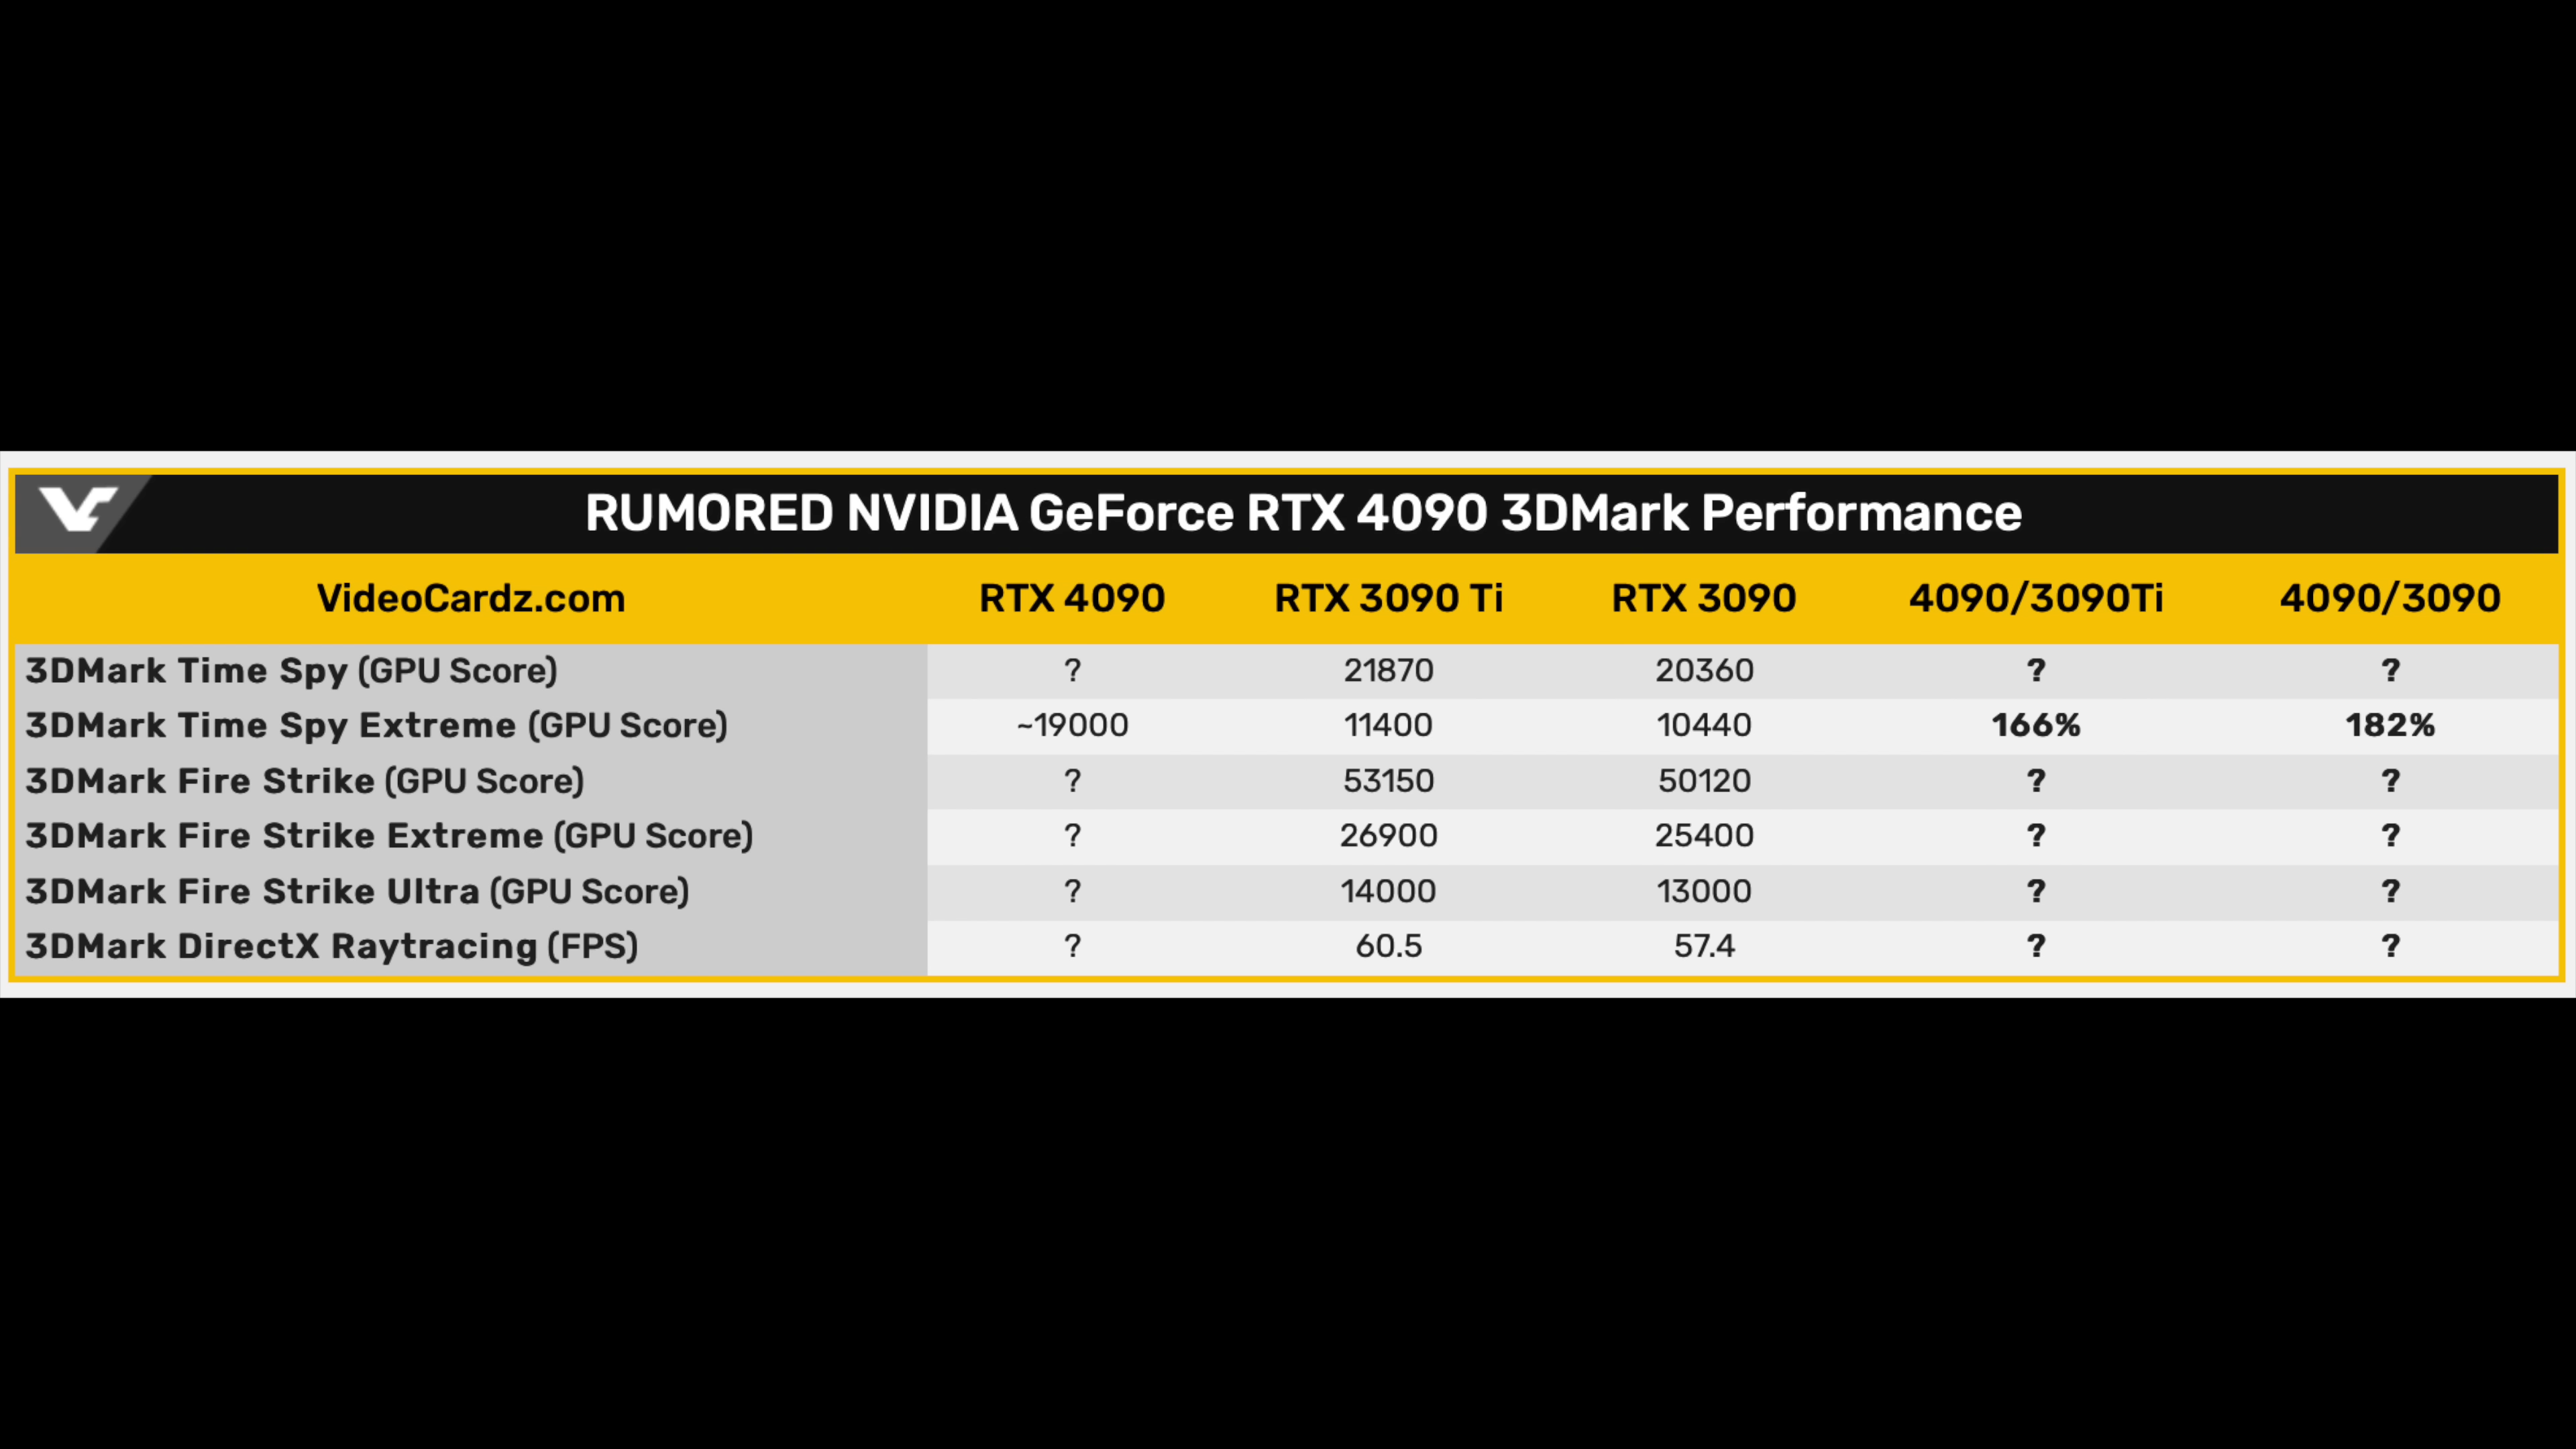 RUMORED NVIDIA GeForce RTX 4090 3DMark Performance
VideoCardz.com RTX 4090 RTX 3090 Ti RTX 3090 4090/3090Ti 4090/3090
3DMark Time Spy (GPU Score) ? 21870 20360 ? ?
3DMark Time Spy Extreme (GPU Score) ~19000 11400 10440 166% 182%
3DMark Fire Strike (GPU Score) ? 53150 50120 ? ?
3DMark Fire Strike Extreme (GPU Score) ? 26900 25400 ? ?
3DMark Fire Strike Ultra (GPU Score) ? 14000 13000 ? ?
3DMark DirectX Raytracing (FPS) ? 60.5 57.4 ? ?